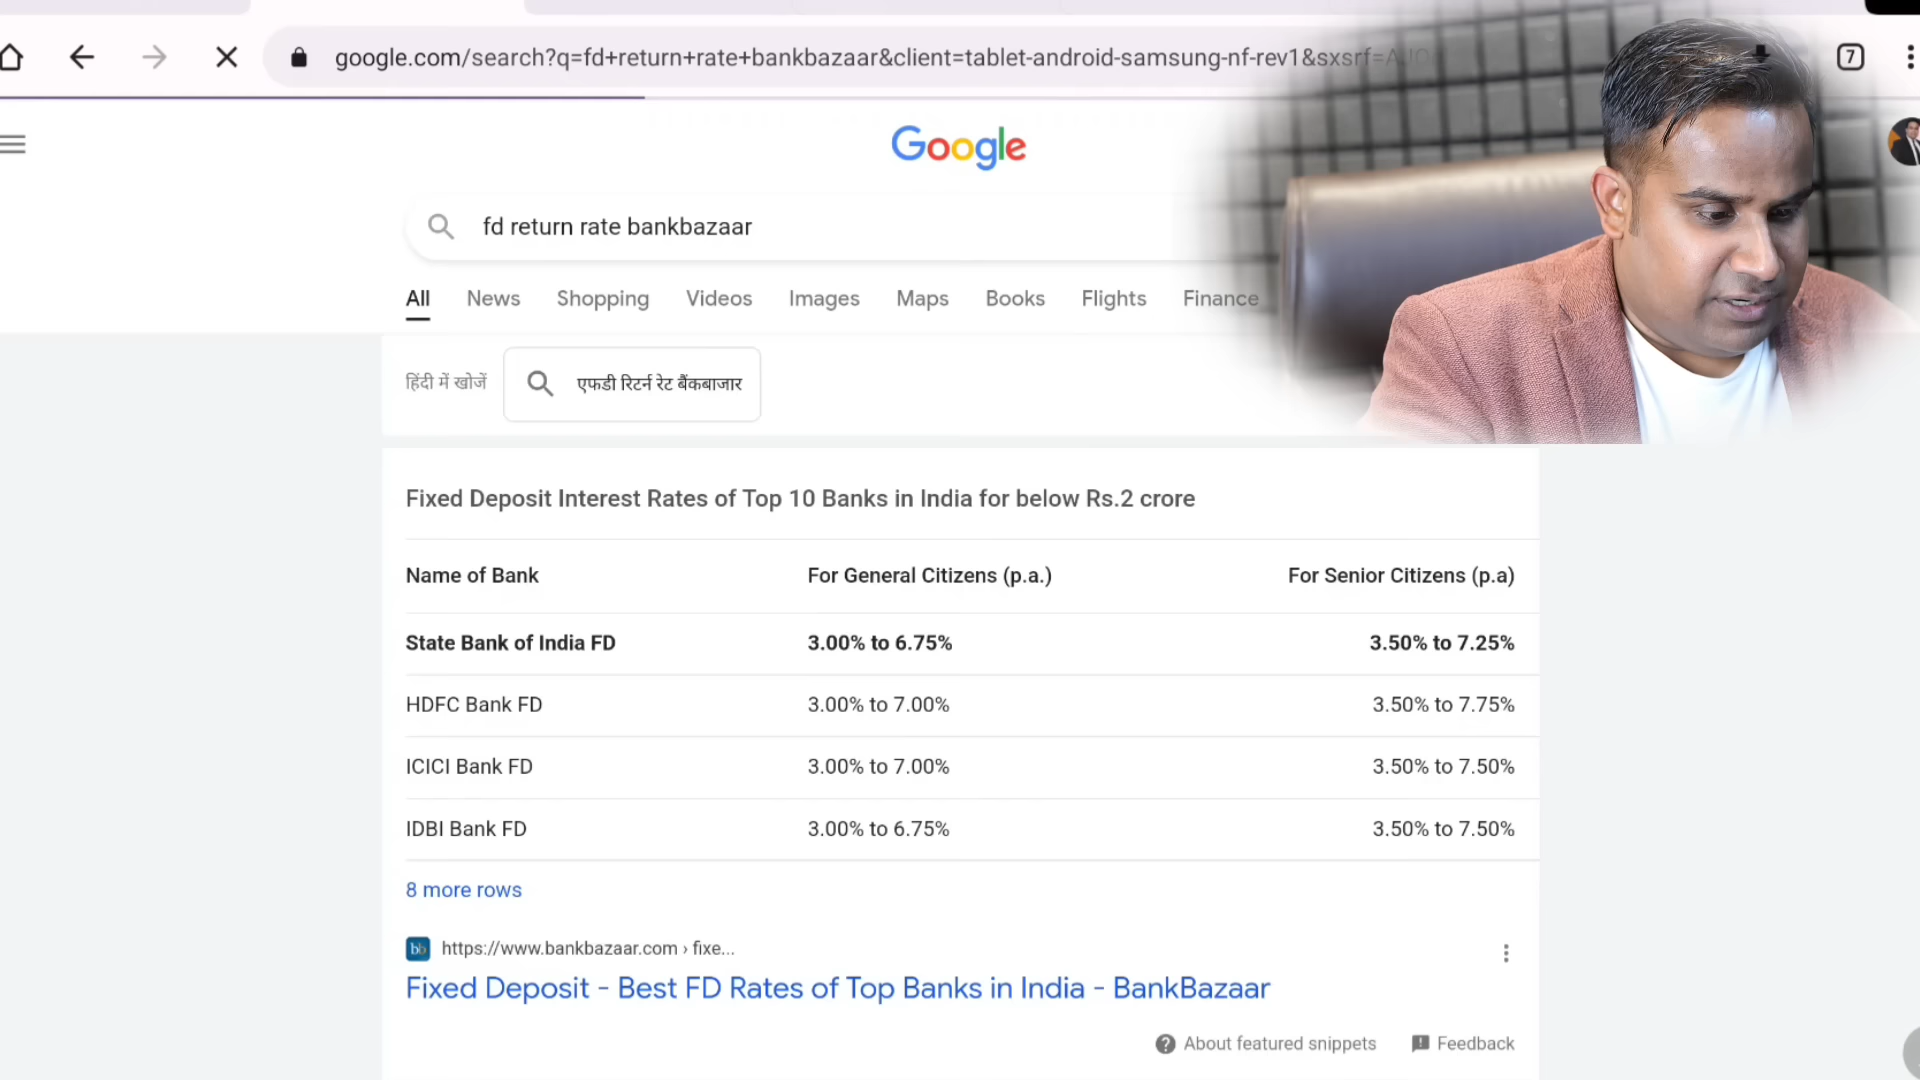 google.com/search?q=fd+return+rate+bankbazaar&client=tablet-android-samsung-nf-rev1&sxsrf=
7
Google
fd return rate bankbazaar
All News Shopping Videos Images Maps Books Flights Finance
हिंदी में खोजें
एफडी रिटर्न रेट बैंकबाजार
Fixed Deposit Interest Rates of Top 10 Banks in India for below Rs.2 crore
Name of Bank For General Citizens (p.a.) For Senior Citizens (p.a)
State Bank of India FD 3.00% to 6.75% 3.50% to 7.25%
HDFC Bank FD 3.00% to 7.00% 3.50% to 7.75%
ICICI Bank FD 3.00% to 7.00% 3.50% to 7.50%
IDBI Bank FD 3.00% to 6.75% 3.50% to 7.50%
8 more rows
bb https://www.bankbazaar.com › fixe...
Fixed Deposit - Best FD Rates of Top Banks in India - BankBazaar
About featured snippets Feedback